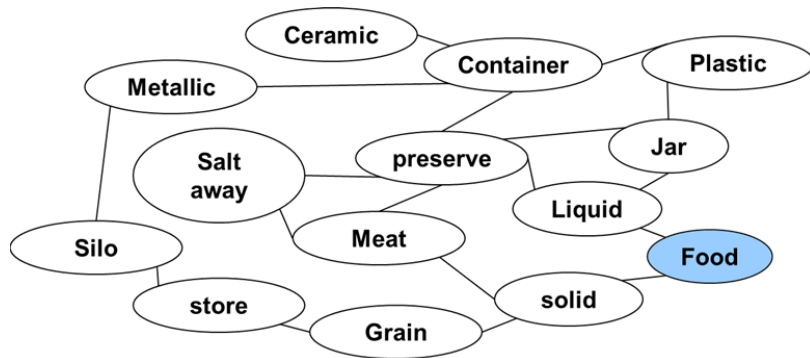 Ceramic
Container
Plastic
Metallic
Salt
away
preserve
Jar
Liquid
Silo
Meat
Food
store
solid
Grain